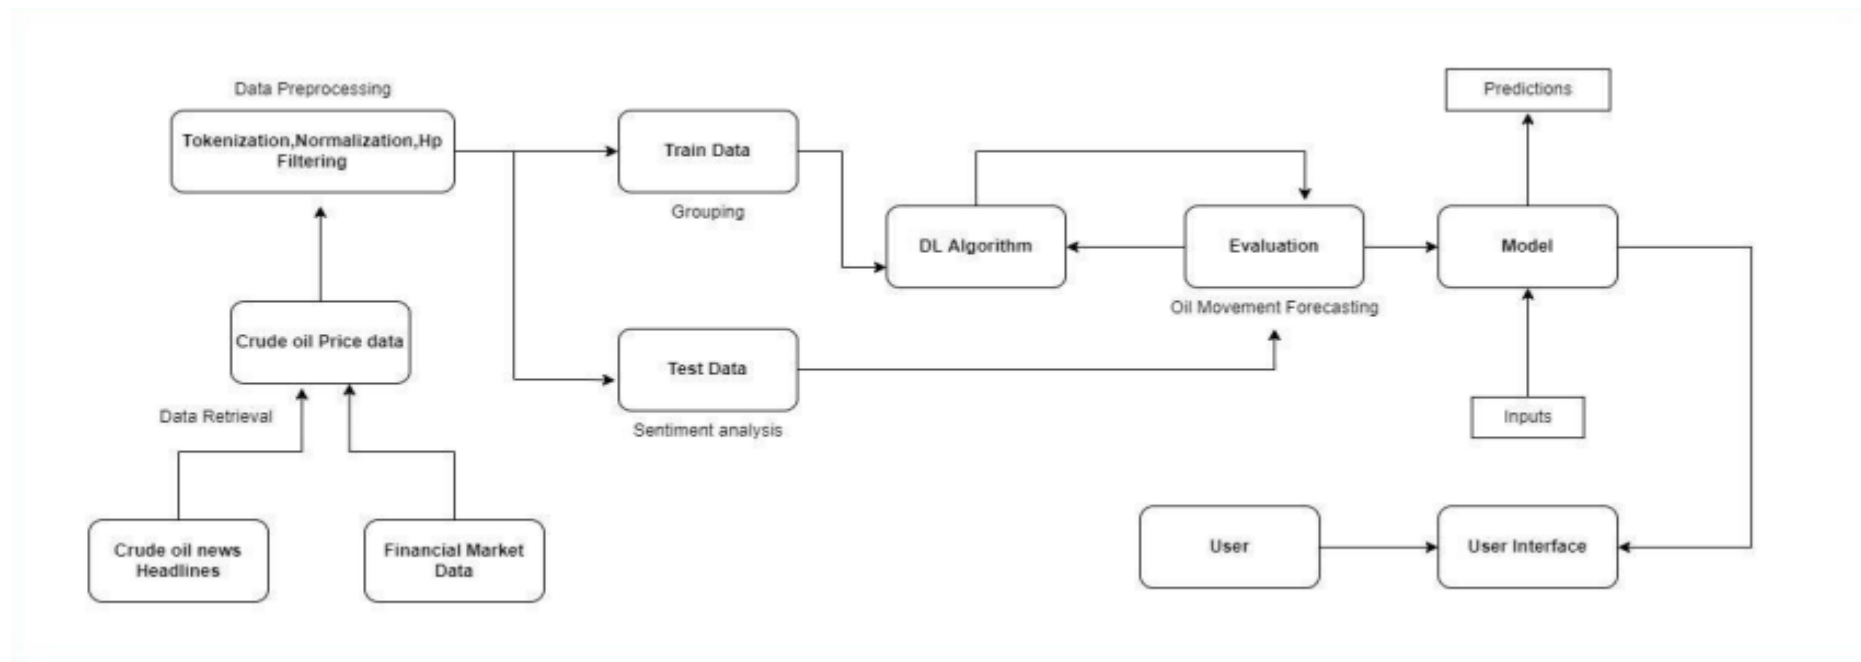 Data Preprocessing
Tokenization,Normalization,Hp
Filtering
Train Data
Grouping
Crude oil Price data
Data Retrieval
Crude oil news
Headlines
Financial Market
Data
Test Data
Sentiment analysis
DL Algorithm
Evaluation
Oil Movement Forecasting
Predictions
Model
Inputs
User
User Interface